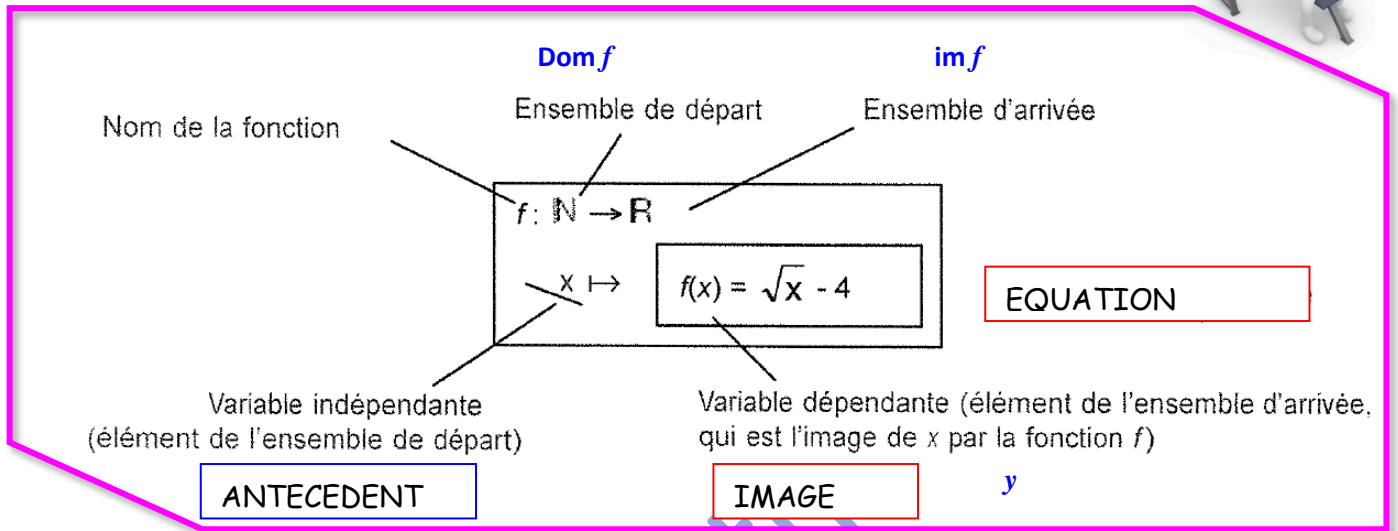 Dom f
im f
Nom de la fonction
Ensemble de départ
Ensemble d'arrivée
f : ℕ → ℝ
x ↦ f(x) = √x - 4
EQUATION
Variable indépendante
(élément de l'ensemble de départ)
ANTECEDENT
Variable dépendante (élément de l'ensemble d'arrivée,
qui est l'image de x par la fonction f)
IMAGE
y